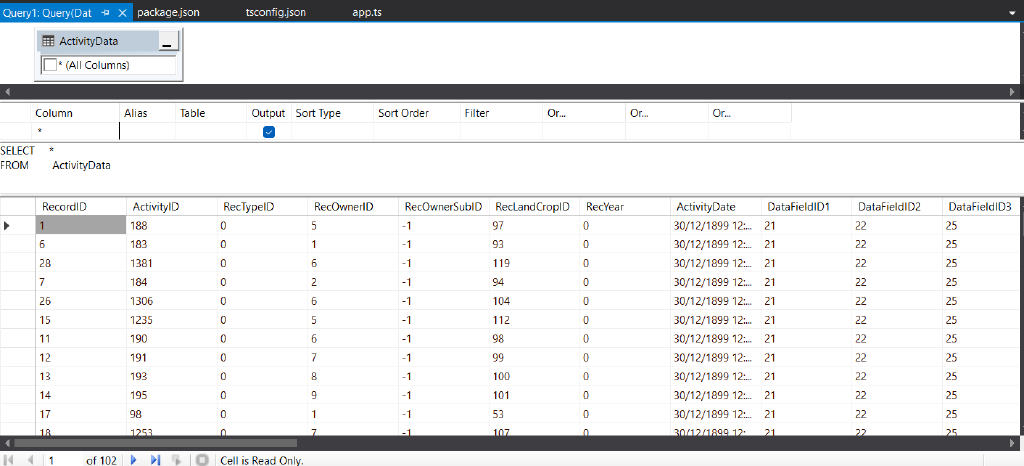 Query1: Query(Dat package.json tsconfig.json app.ts
ActivityData
* (All Columns)
Column Alias Table Output Sort Type Sort Order Filter Or... Or... Or...
*
SELECT *
FROM ActivityData
RecordID ActivityID RecTypeID RecOwnerID RecOwnerSubID RecLandCropID RecYear ActivityDate DataFieldID1 DataFieldID2 DataFieldID3
1 188 0 5 -1 97 0 30/12/1899 12:... 21 22 25
6 183 0 1 -1 93 0 30/12/1899 12:... 21 22 25
28 1381 0 6 -1 119 0 30/12/1899 12:... 21 22 25
7 184 0 2 -1 94 0 30/12/1899 12:... 21 22 25
26 1306 0 6 -1 104 0 30/12/1899 12:... 21 22 25
15 1235 0 5 -1 112 0 30/12/1899 12:... 21 22 25
11 190 0 6 -1 98 0 30/12/1899 12:... 21 22 25
12 191 0 7 -1 99 0 30/12/1899 12:... 21 22 25
13 193 0 8 -1 100 0 30/12/1899 12:... 21 22 25
14 195 0 9 -1 101 0 30/12/1899 12:... 21 22 25
17 98 0 1 -1 53 0 30/12/1899 12:... 21 22 25
18 1253 0 7 -1 107 0 30/12/1899 12:... 21 22 25
1 of 102 Cell is Read Only.